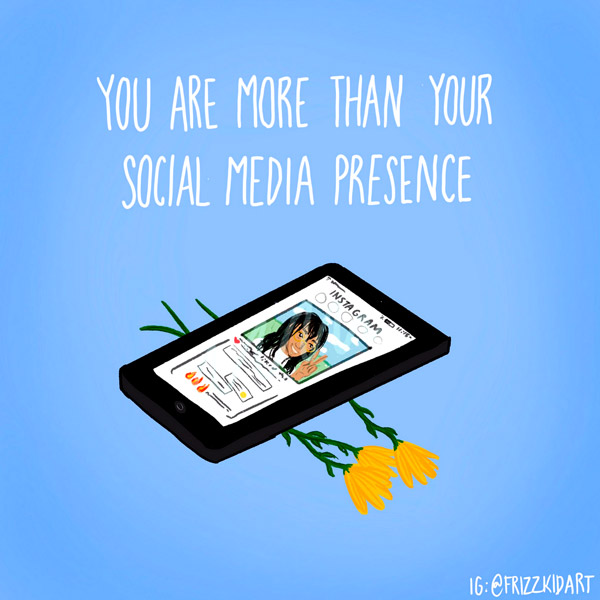 YOU ARE MORE THAN YOUR
SOCIAL MEDIA PRESENCE
INSTAGRAM
IG:@FRIZZKIDART